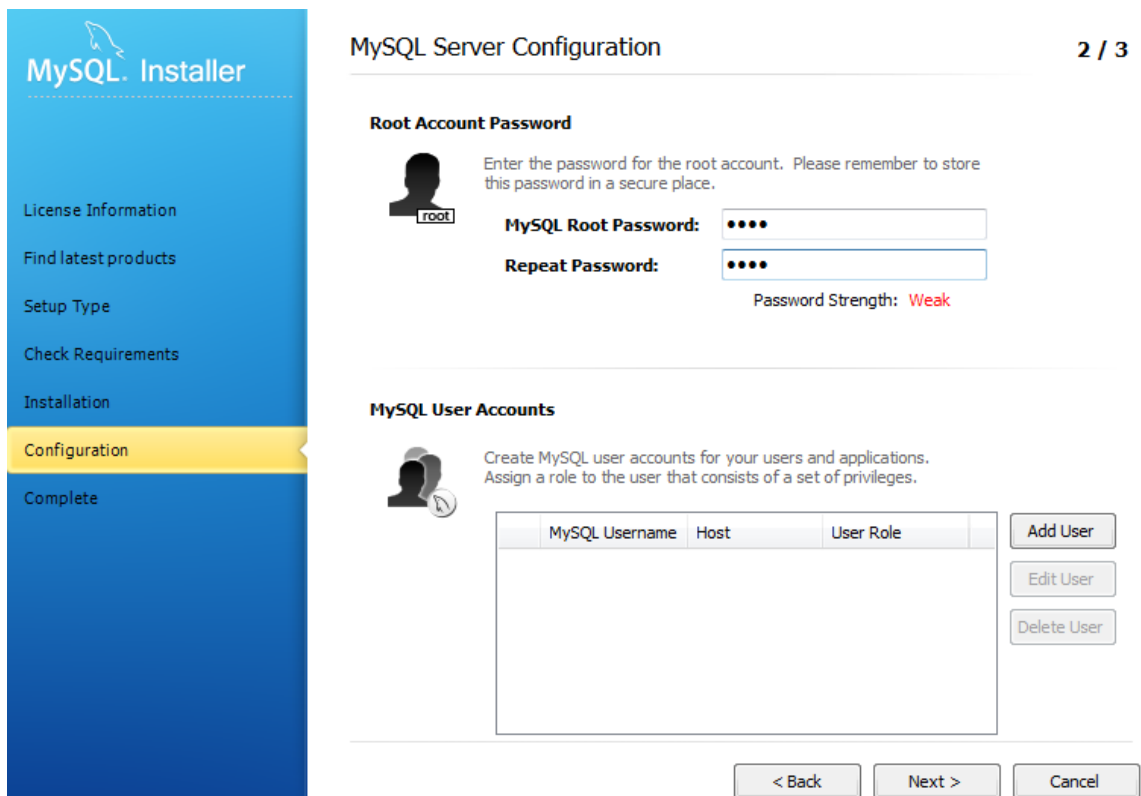 MySQL. Installer
License Information
Find latest products
Setup Type
Check Requirements
Installation
Configuration
Complete
MySQL Server Configuration
2 / 3
Root Account Password
root
Enter the password for the root account. Please remember to store
this password in a secure place.
MySQL Root Password: ••••
Repeat Password: ••••
Password Strength: Weak
MySQL User Accounts
Create MySQL user accounts for your users and applications.
Assign a role to the user that consists of a set of privileges.
MySQL Username Host User Role
Add User
Edit User
Delete User
< Back Next > Cancel